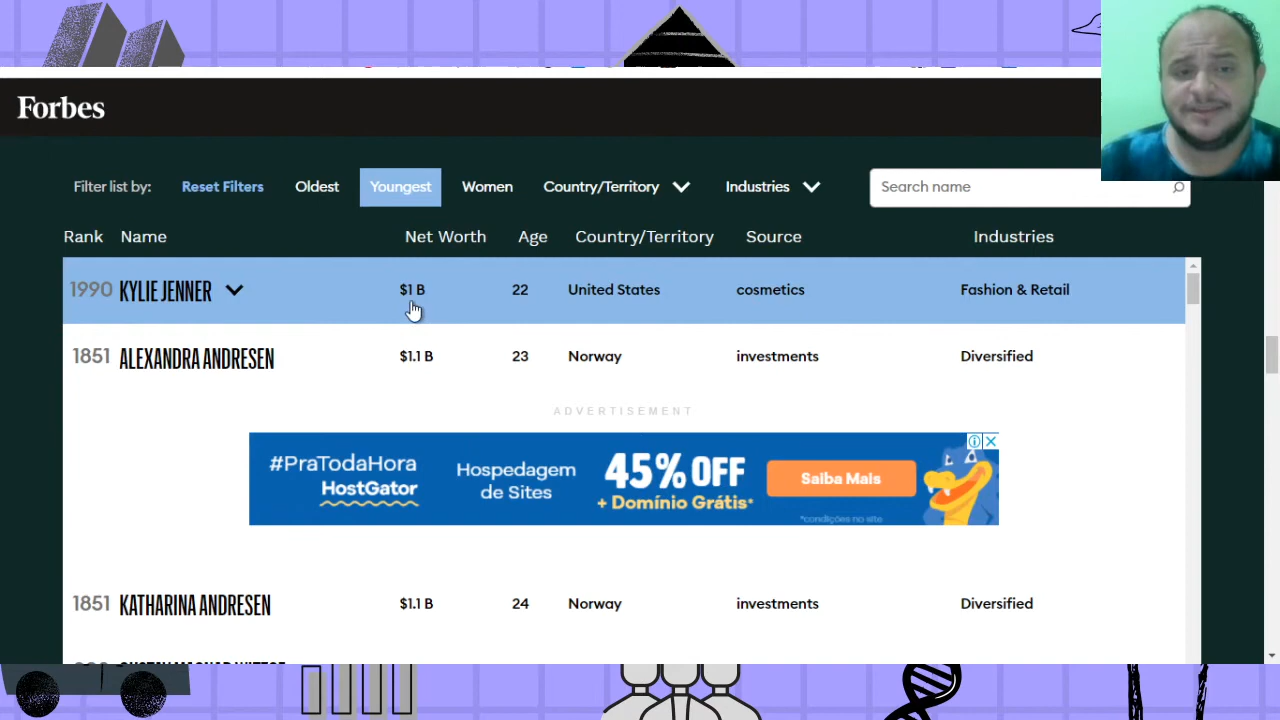 Forbes
Filter list by: Reset Filters Oldest Youngest Women Country/Territory Industries Search name
Rank Name Net Worth Age Country/Territory Source Industries
1990 KYLIE JENNER $1 B 22 United States cosmetics Fashion & Retail
1851 ALEXANDRA ANDRESEN $1.1 B 23 Norway investments Diversified
ADVERTISEMENT
#PraTodaHora
HostGator
Hospedagem
de Sites
45% OFF
+ Domínio Grátis*
Saiba Mais
*condições no site
1851 KATHARINA ANDRESEN $1.1 B 24 Norway investments Diversified